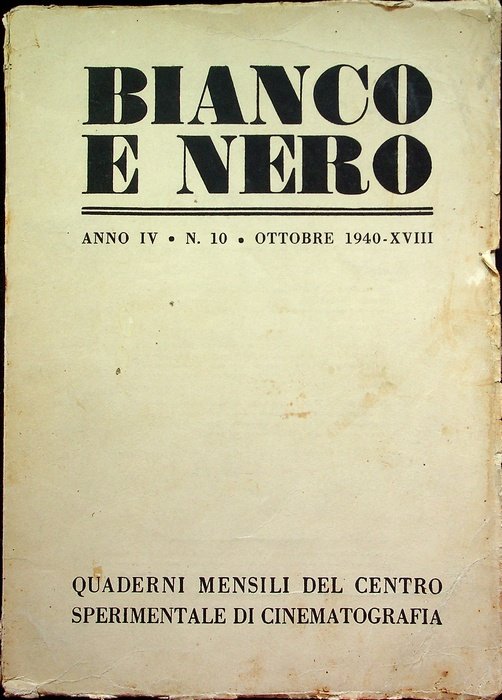 BIANCO
E NERO
ANNO IV • N. 10 • OTTOBRE 1940-XVIII
QUADERNI MENSILI DEL CENTRO
SPERIMENTALE DI CINEMATOGRAFIA